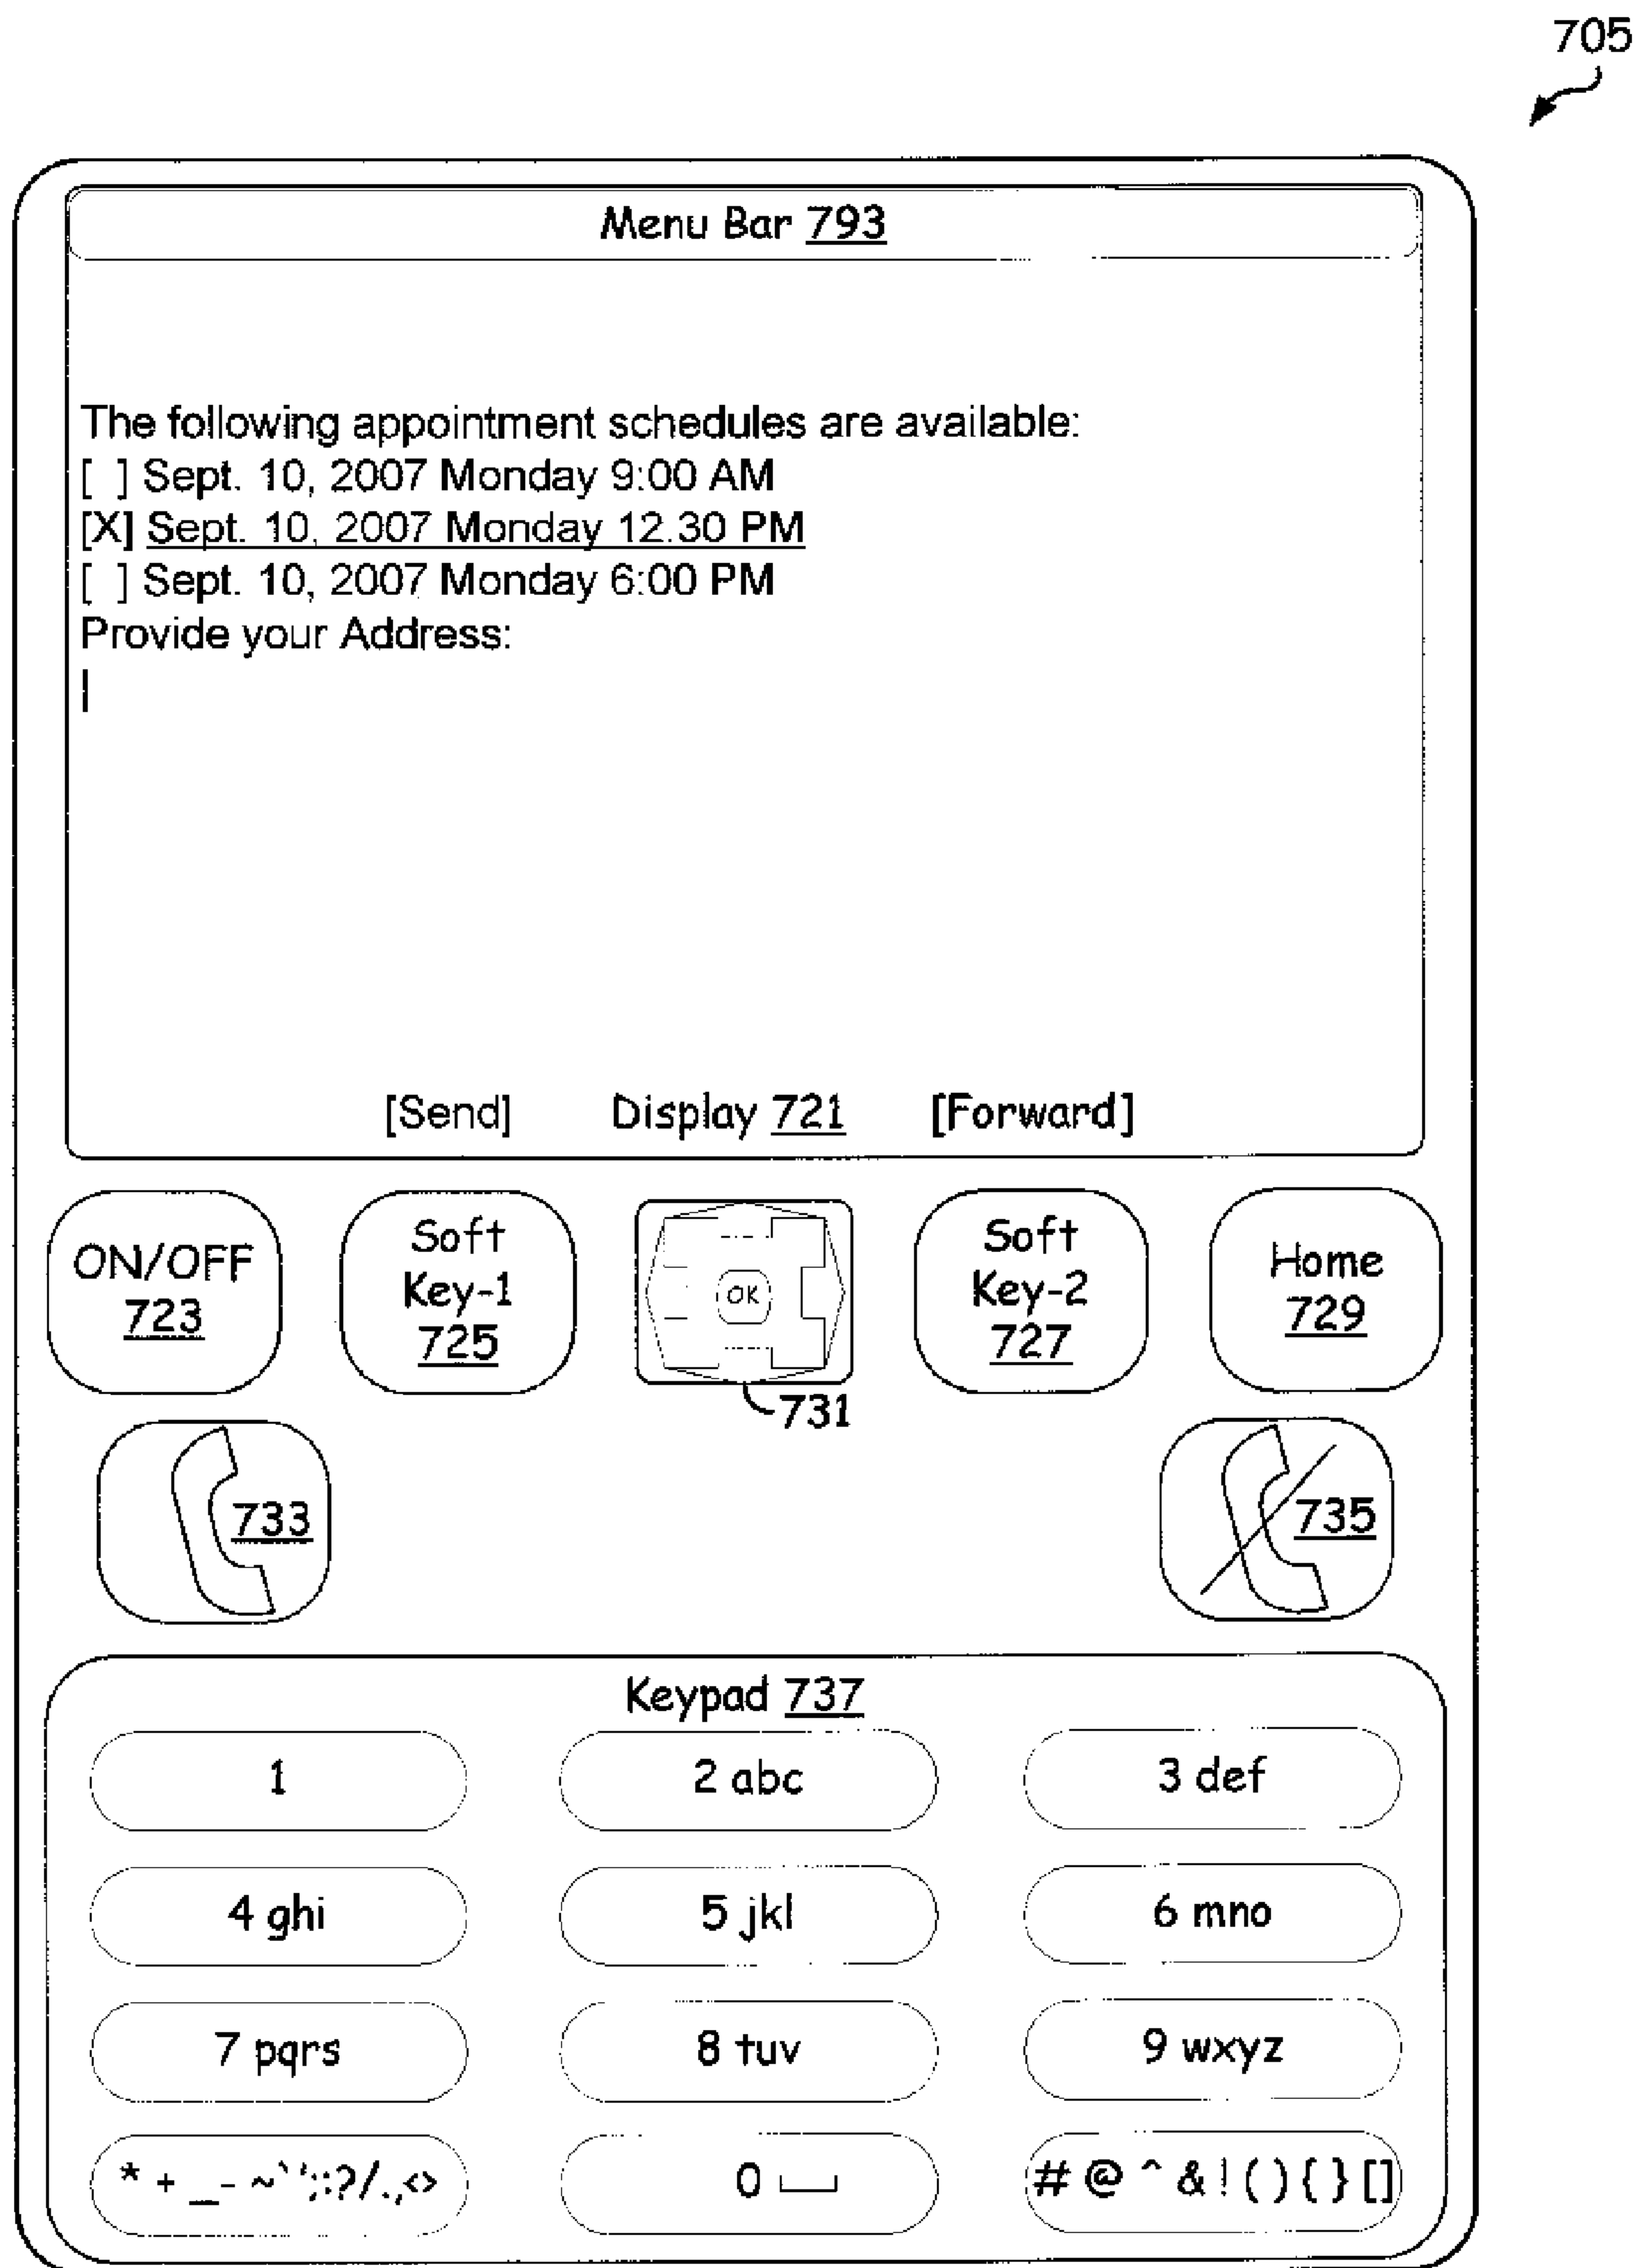 705
Menu Bar 793
The following appointment schedules are available:
[ ] Sept. 10, 2007 Monday 9:00 AM
[X] Sept. 10, 2007 Monday 12.30 PM
[ ] Sept. 10, 2007 Monday 6:00 PM
Provide your Address:
[Send] Display 721 [Forward]
ON/OFF 723
Soft Key-1 725
OK
Soft Key-2 727
Home 729
731
733
735
Keypad 737
1
2 abc
3 def
4 ghi
5 jkl
6 mno
7 pqrs
8 tuv
9 wxyz
* + _- ~`';:?/.,<>
0
# @ ^ & ! ( ) { } []